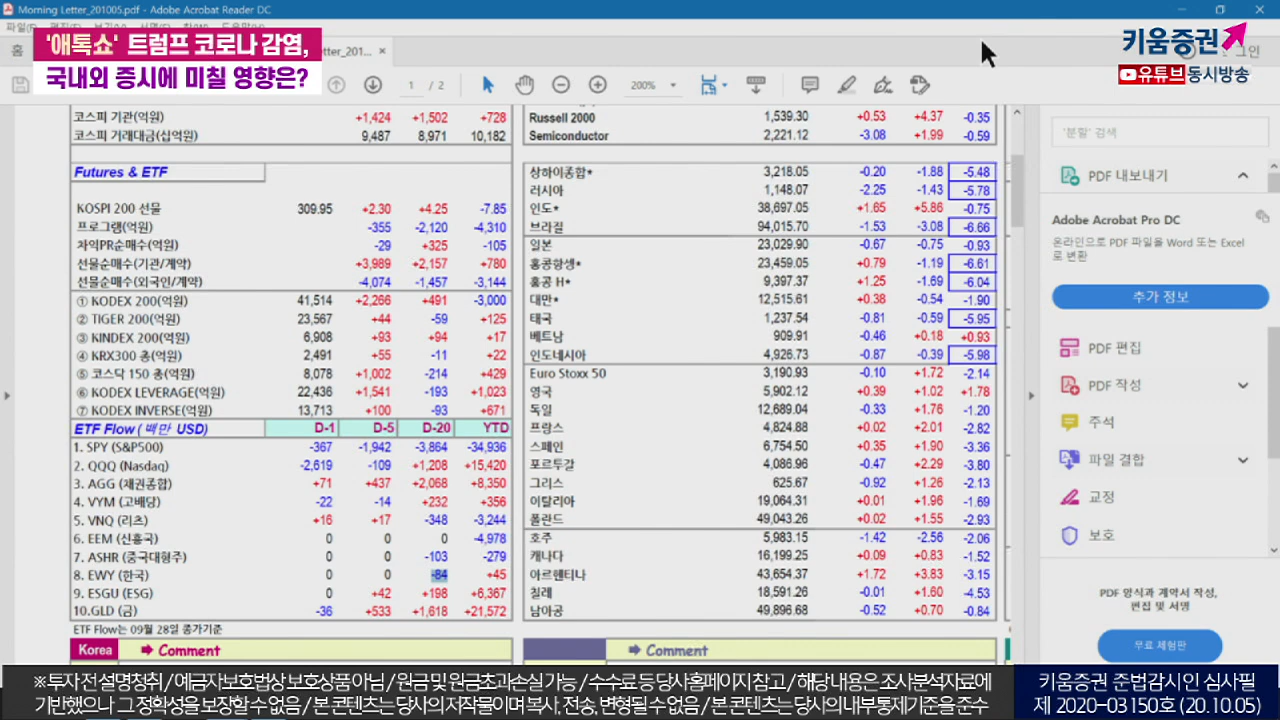 Morning Letter_201005.pdf - Adobe Acrobat Reader DC
'애톡쇼' 트럼프 코로나 감염,
국내외 증시에 미칠 영향은?
키움증권
유튜브 동시방송
홈
tter_201... ×
1 / 200%
코스피 기관(억원) +1,424 +1,502 +728
코스피 거래대금(십억원) 9,487 8,971 10,182
Futures & ETF
KOSPI 200 선물 309.95 +2.30 +4.25 -7.85
프로그램(억원) -355 -2,120 -4,310
차익PR순매수(억원) -29 +325 -105
선물순매수(기관/계약) +3,989 +2,157 +780
선물순매수(외국인/계약) -4,074 -1,457 -3,144
① KODEX 200(억원) 41,514 +2,266 +491 -3,000
② TIGER 200(억원) 23,567 +44 -59 +125
③ KINDEX 200(억원) 6,908 +93 +94 +17
④ KRX300 총(억원) 2,491 +55 -11 +22
⑤ 코스닥 150 총(억원) 8,078 +1,002 -214 +429
⑥ KODEX LEVERAGE(억원) 22,436 +1,541 -193 +1,023
⑦ KODEX INVERSE(억원) 13,713 +100 -93 +671
ETF Flow ( 백만 USD) D-1 D-5 D-20 YTD
1. SPY (S&P500) -367 -1,942 -3,864 -34,936
2. QQQ (Nasdaq) -2,619 -109 +1,208 +15,420
3. AGG (채권종합) +71 +437 +2,068 +8,350
4. VYM (고배당) -22 -14 +232 +356
5. VNQ (리츠) +16 +17 -348 -3,244
6. EEM (신흥국) 0 0 0 -4,978
7. ASHR (중국대형주) 0 0 -103 -279
8. EWY (한국) 0 0 -84 +45
9. ESGU (ESG) 0 +42 +198 +6,367
10.GLD (금) -36 +533 +1,618 +21,572
ETF Flow는 09월 28일 종가기준
Korea ➡ Comment
Russell 2000 1,539.30 +0.53 +4.37 -0.35
Semiconductor 2,221.12 -3.08 +1.99 -0.59
상하이종합* 3,218.05 -0.20 -1.88 -5.48
러시아 1,148.07 -2.25 -1.43 -5.78
인도* 38,697.05 +1.65 +5.86 -0.75
브라질 94,015.70 -1.53 -3.08 -6.66
일본 23,029.90 -0.67 -0.75 -0.93
홍콩항생* 23,459.05 +0.79 -1.19 -6.61
홍콩 H* 9,397.37 +1.25 -1.69 -6.04
대만* 12,515.61 +0.38 -0.54 -1.90
태국 1,237.54 -0.81 -0.59 -5.95
베트남 909.91 -0.46 +0.18 +0.93
인도네시아 4,926.73 -0.87 -0.39 -5.98
Euro Stoxx 50 3,190.93 -0.10 +1.72 -2.14
영국 5,902.12 +0.39 +1.02 +1.78
독일 12,689.04 -0.33 +1.76 -1.20
프랑스 4,824.88 +0.02 +2.01 -2.82
스페인 6,754.50 +0.35 +1.90 -3.36
포르투갈 4,086.96 -0.47 +2.29 -3.80
그리스 625.67 -0.92 +1.26 -2.13
이탈리아 19,064.31 +0.01 +1.96 -1.69
폴란드 49,043.26 +0.02 +1.55 -2.93
호주 5,983.15 -1.42 -2.56 -2.06
캐나다 16,199.25 +0.09 +0.83 -1.52
아르헨티나 43,654.37 +1.72 +3.83 -3.15
칠레 18,591.26 -0.01 +1.60 -4.53
남아공 49,896.68 -0.52 +0.70 -0.84
➡ Comment
'분할' 검색
PDF 내보내기
Adobe Acrobat Pro DC
온라인으로 PDF 파일을 Word 또는 Excel
로 변환
추가 정보
PDF 편집
PDF 작성
주석
파일 결합
교정
보호
PDF 양식과 계약서 작성,
편집 및 서명
무료 체험판
※ 투자 전 설명청취 / 예금자보호법상 보호상품 아님 / 원금 및 원금초과손실 가능 / 수수료 등 당사 홈페이지 참고 / 해당 내용은 조사분석자료에
기반했으나 그 정확성을 보장할 수 없음 / 본 콘텐츠는 당사의 저작물이며 복사, 전송, 변형될 수 없음 / 본 콘텐츠는 당사의 내부통제기준을 준수
키움증권 준법감시인 심사필
제 2020-03150호 (20.10.05)